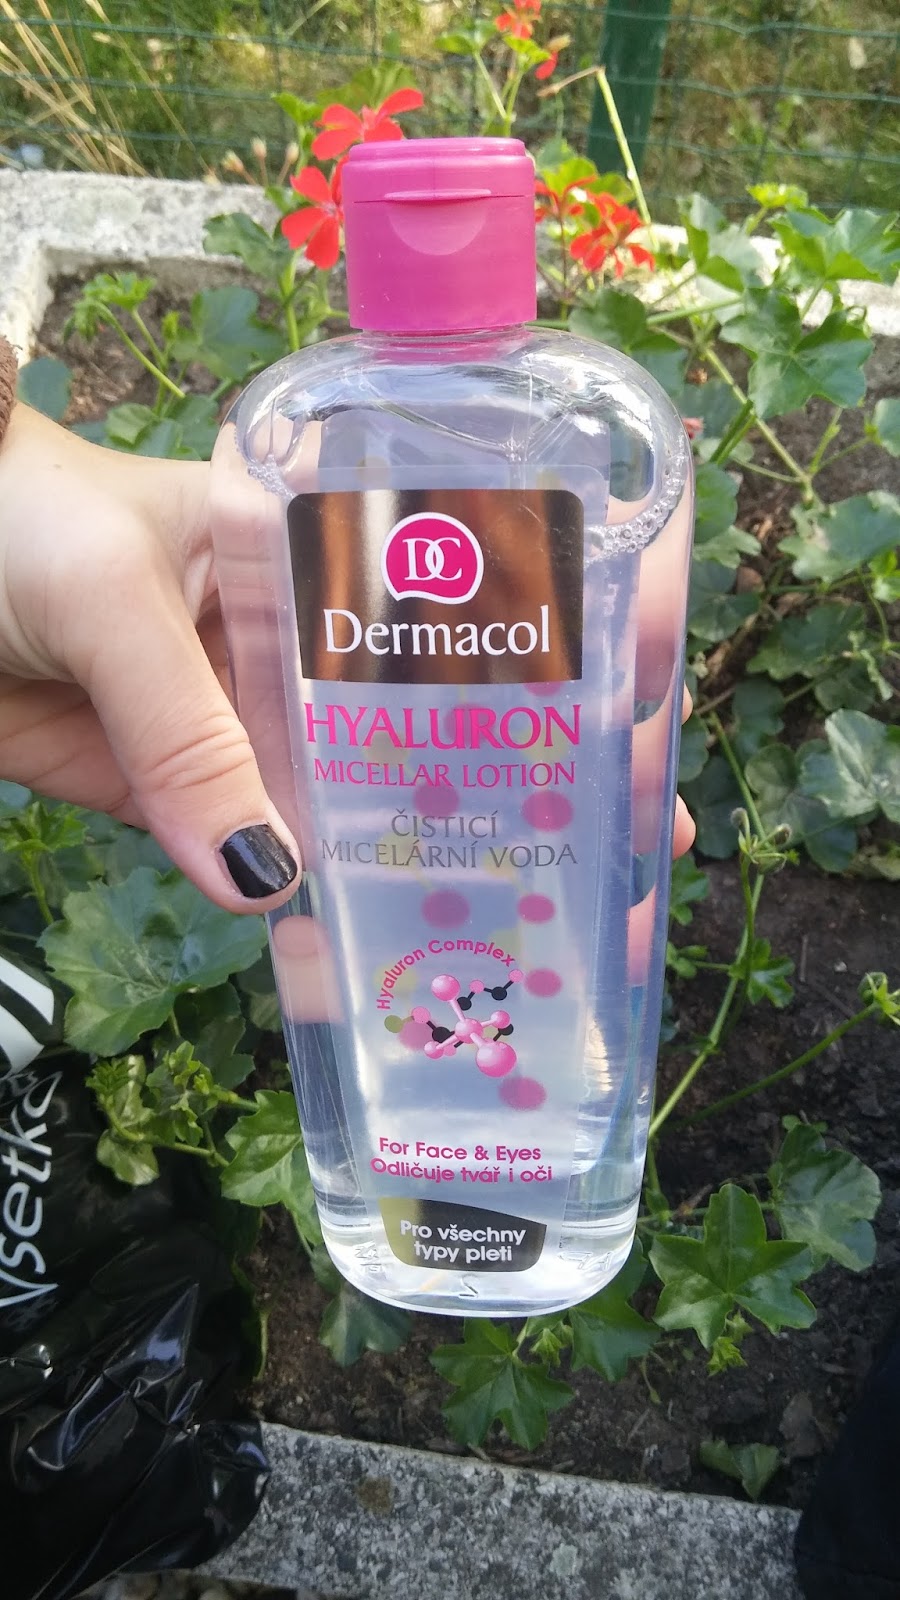 DC
Dermacol
HYALURON
MICELLAR LOTION
ČISTICÍ
MICELÁRNÍ VODA
Hyaluron Complex
For Face & Eyes
Odličuje tvář i oči
Pro všechny
typy pleti
Všetko